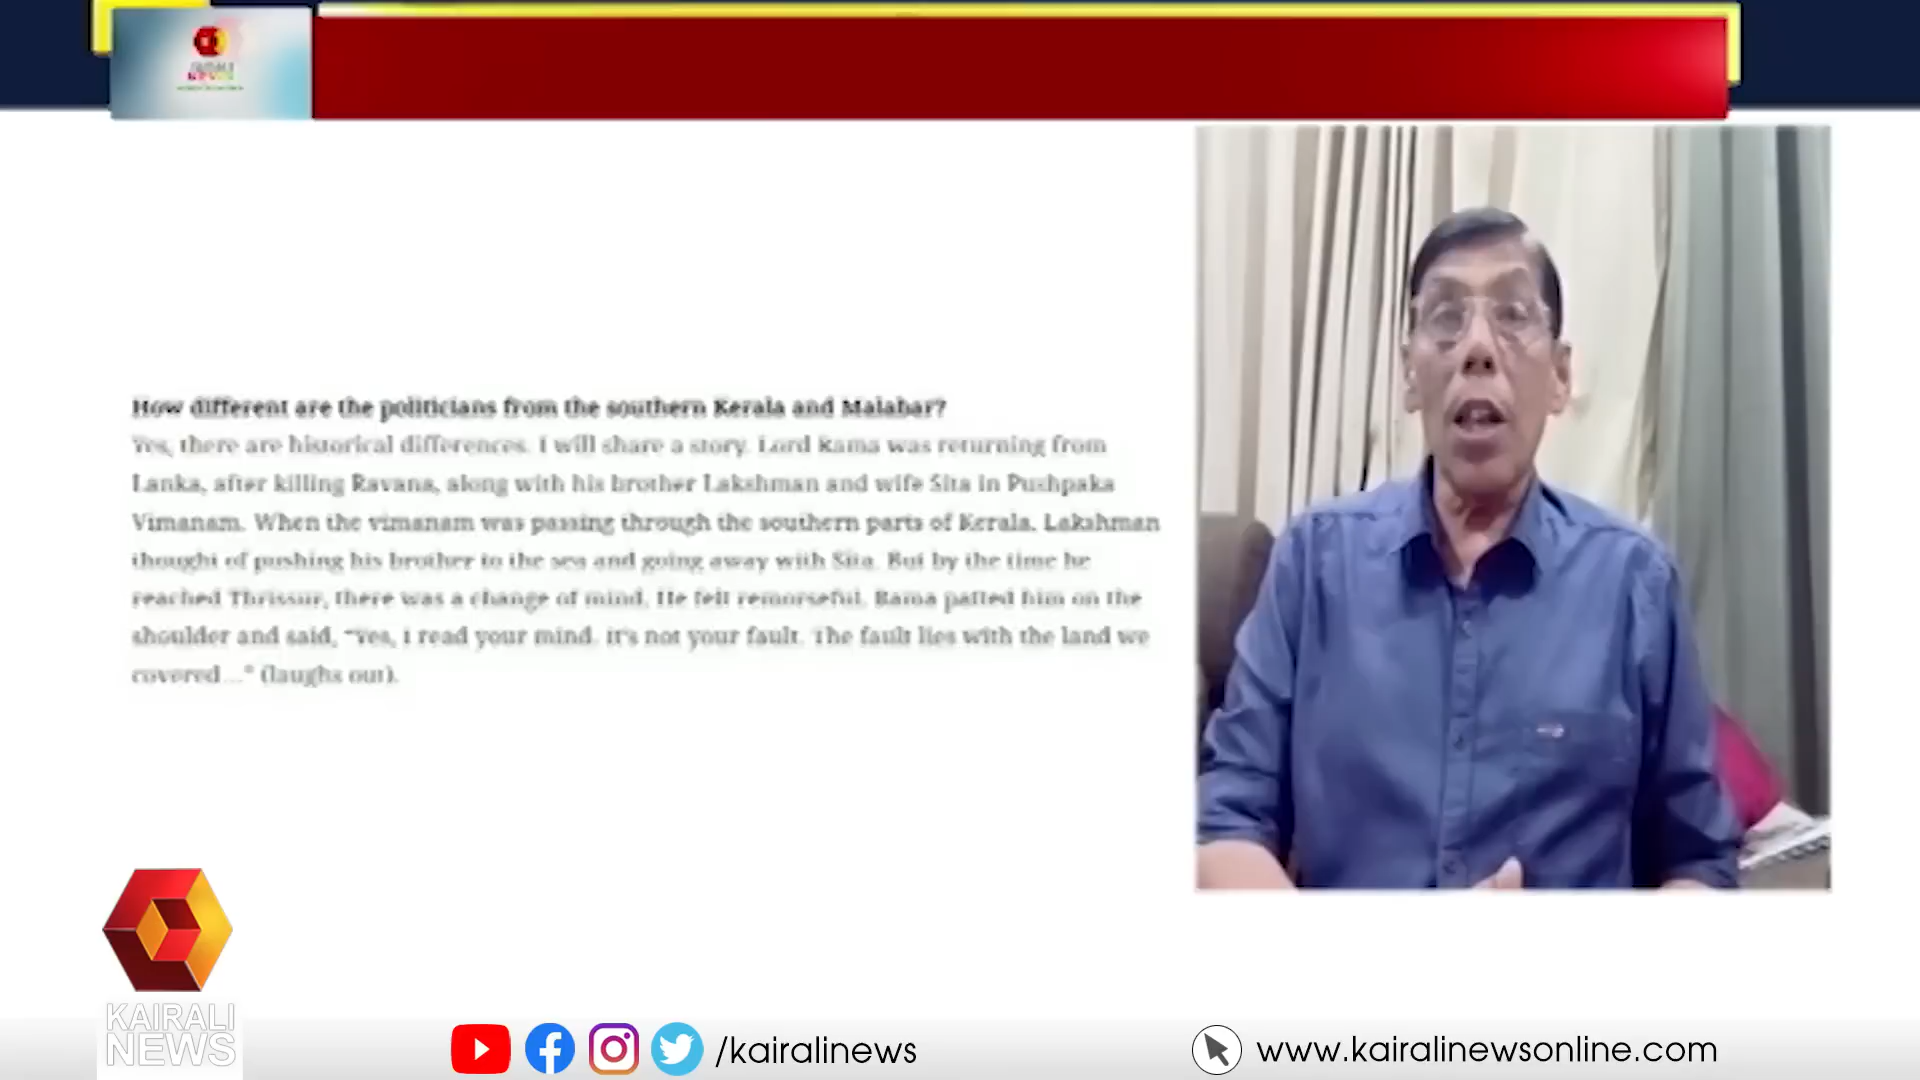 How different are the politicians from the southern Kerala and Malabar?
Yes, there are historical differences. I will share a story. Lord Rama was returning from
Lanka, after killing Ravana, along with his brother Lakshman and wife Sita in Pushpaka
Vimanam. When the vimanam was passing through the southern parts of Kerala, Lakshman
thought of pushing his brother to the sea and going away with Sita. But by the time he
reached Thrissur, there was a change of mind. He felt remorseful. Rama patted him on the
shoulder and said, "Yes, I read your mind. It's not your fault. The fault lies with the land we
covered..." (laughs out).
KAIRALI
NEWS
/kairalinews
www.kairalinewsonline.com